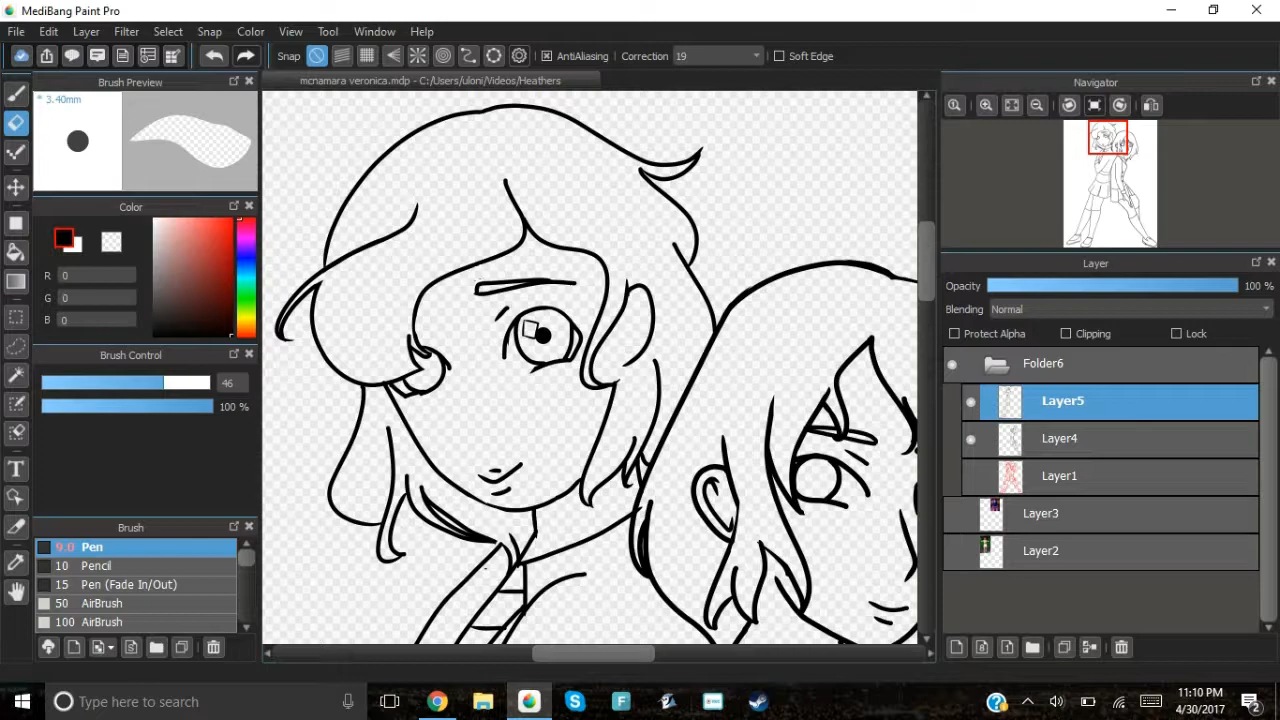 MediBang Paint Pro
File Edit Layer Filter Select Snap Color View Tool Window Help
Snap AntiAliasing Correction 19 Soft Edge
Brush Preview
mcnamara veronica.mdp - C:/Users/uloni/Videos/Heathers
Navigator
* 3.40mm
Color
R 0
G 0
B 0
Layer
Opacity 100 %
Blending Normal
Protect Alpha Clipping Lock
Folder6
Layer5
Layer4
Layer1
Layer3
Layer2
Brush Control
46
100 %
Brush
9.0 Pen
10 Pencil
15 Pen (Fade In/Out)
50 AirBrush
100 AirBrush
Type here to search
11:10 PM
4/30/2017
2